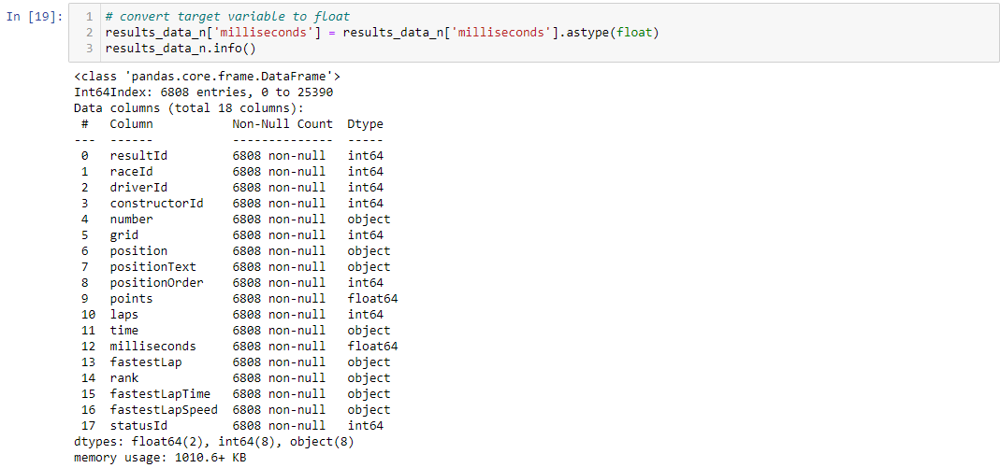 In [19]:
1 # convert target variable to float
2 results_data_n['milliseconds'] = results_data_n['milliseconds'].astype(float)
3 results_data_n.info()
<class 'pandas.core.frame.DataFrame'>
Int64Index: 6808 entries, 0 to 25390
Data columns (total 18 columns):
 #   Column           Non-Null Count  Dtype
---  ------           --------------  -----
 0   resultId         6808 non-null   int64
 1   raceId           6808 non-null   int64
 2   driverId         6808 non-null   int64
 3   constructorId    6808 non-null   int64
 4   number           6808 non-null   object
 5   grid             6808 non-null   int64
 6   position         6808 non-null   object
 7   positionText     6808 non-null   object
 8   positionOrder    6808 non-null   int64
 9   points           6808 non-null   float64
 10  laps             6808 non-null   int64
 11  time             6808 non-null   object
 12  milliseconds     6808 non-null   float64
 13  fastestLap       6808 non-null   object
 14  rank             6808 non-null   object
 15  fastestLapTime   6808 non-null   object
 16  fastestLapSpeed  6808 non-null   object
 17  statusId         6808 non-null   int64
dtypes: float64(2), int64(8), object(8)
memory usage: 1010.6+ KB